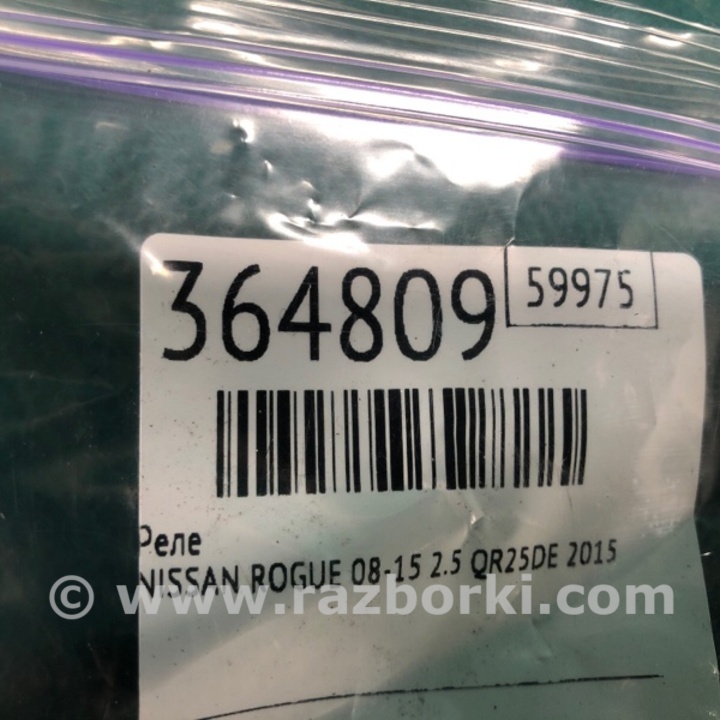 364809
59975
Реле
NISSAN ROGUE 08-15 2.5 QR25DE 2015
© www.razborki.com